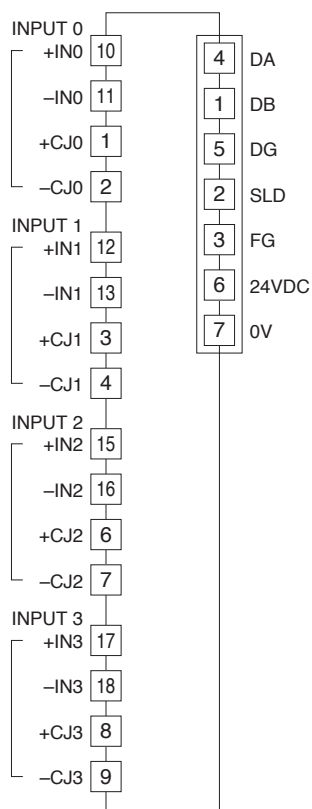 INPUT 0
+IN0 10
–IN0 11
+CJ0 1
–CJ0 2
INPUT 1
+IN1 12
–IN1 13
+CJ1 3
–CJ1 4
INPUT 2
+IN2 15
–IN2 16
+CJ2 6
–CJ2 7
INPUT 3
+IN3 17
–IN3 18
+CJ3 8
–CJ3 9
4 DA
1 DB
5 DG
2 SLD
3 FG
6 24VDC
7 0V